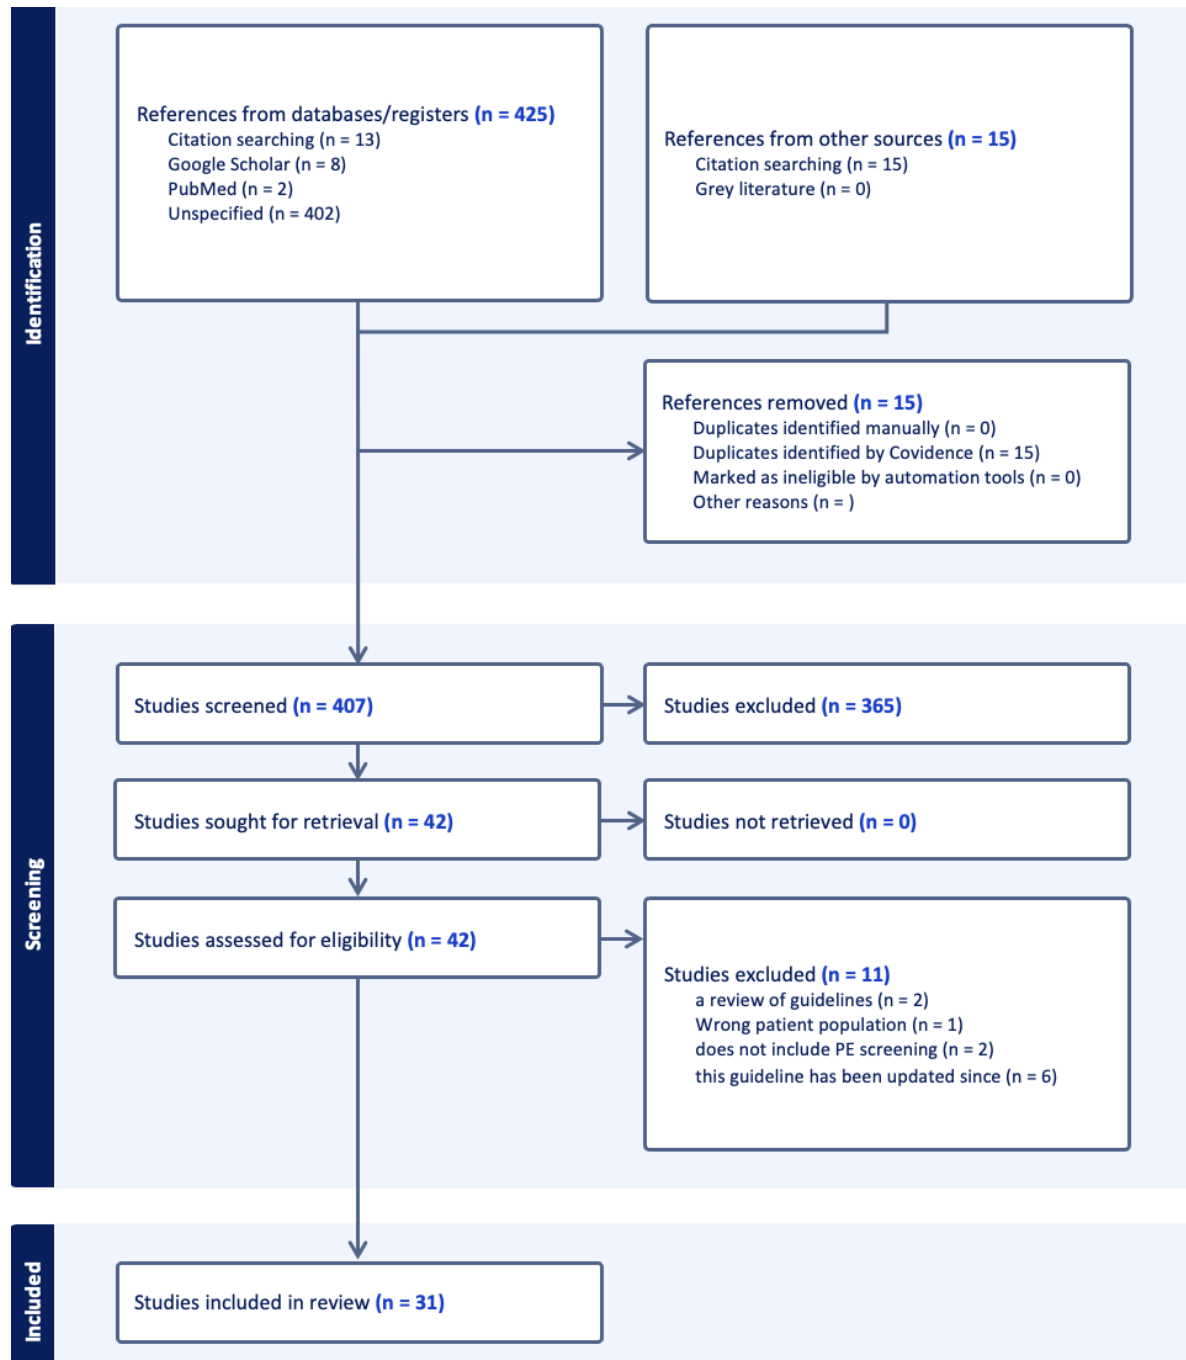 Identification
References from databases/registers (n = 425)
Citation searching (n = 13)
Google Scholar (n = 8)
PubMed (n = 2)
Unspecified (n = 402)
References from other sources (n = 15)
Citation searching (n = 15)
Grey literature (n = 0)
References removed (n = 15)
Duplicates identified manually (n = 0)
Duplicates identified by Covidence (n = 15)
Marked as ineligible by automation tools (n = 0)
Other reasons (n = )
Screening
Studies screened (n = 407)
Studies excluded (n = 365)
Studies sought for retrieval (n = 42)
Studies not retrieved (n = 0)
Studies assessed for eligibility (n = 42)
Studies excluded (n = 11)
a review of guidelines (n = 2)
Wrong patient population (n = 1)
does not include PE screening (n = 2)
this guideline has been updated since (n = 6)
Included
Studies included in review (n = 31)